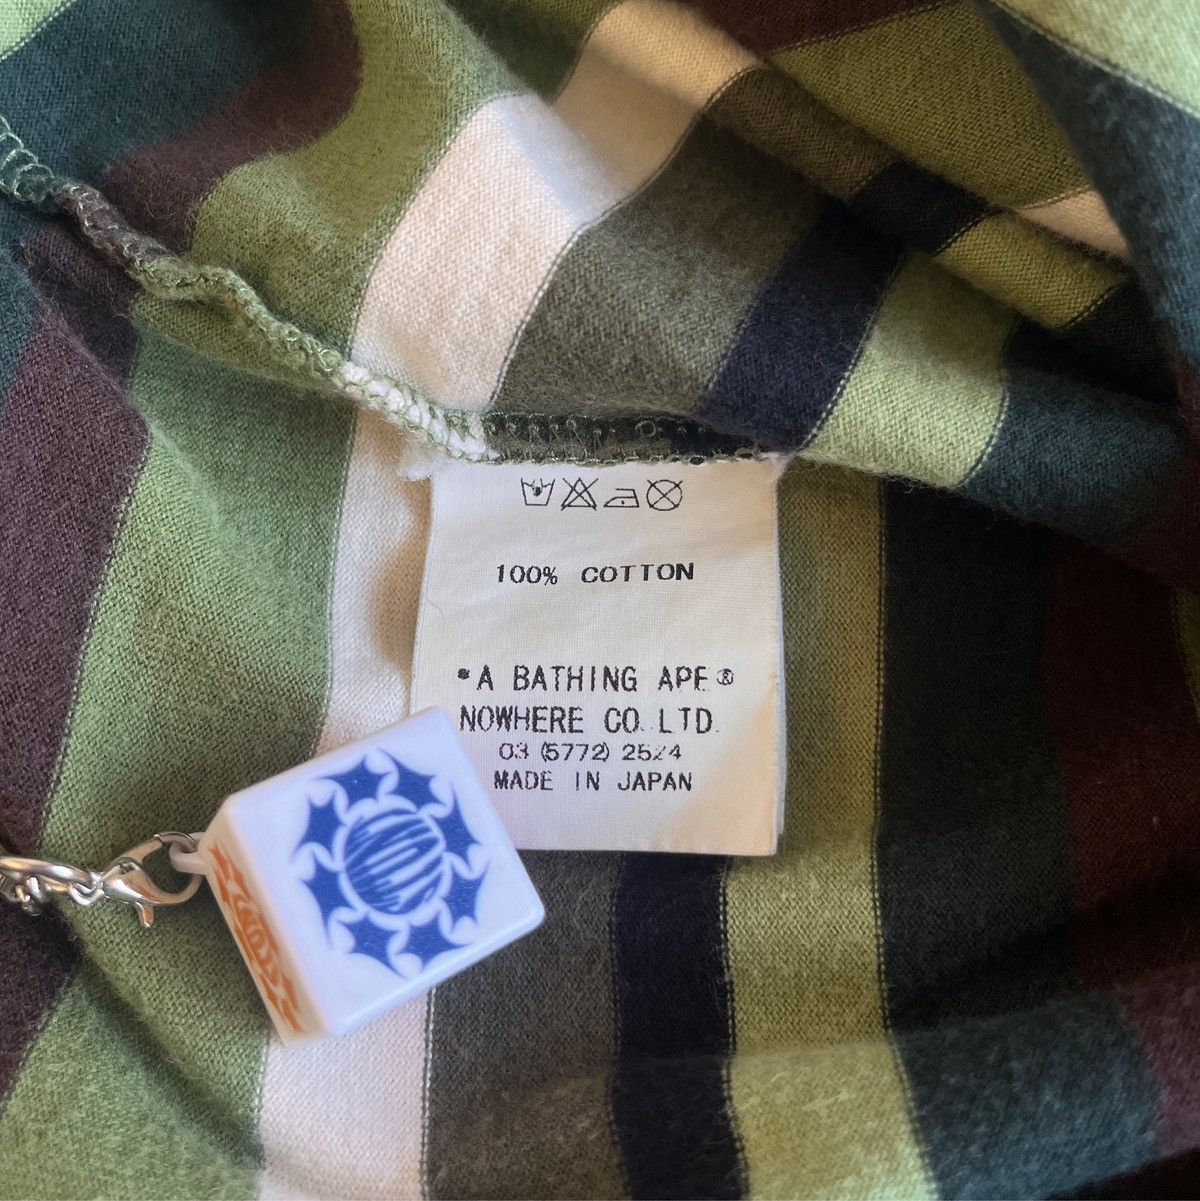 100% COTTON
A BATHING APE®
NOWHERE CO.LTD.
03 (5772) 2524
MADE IN JAPAN